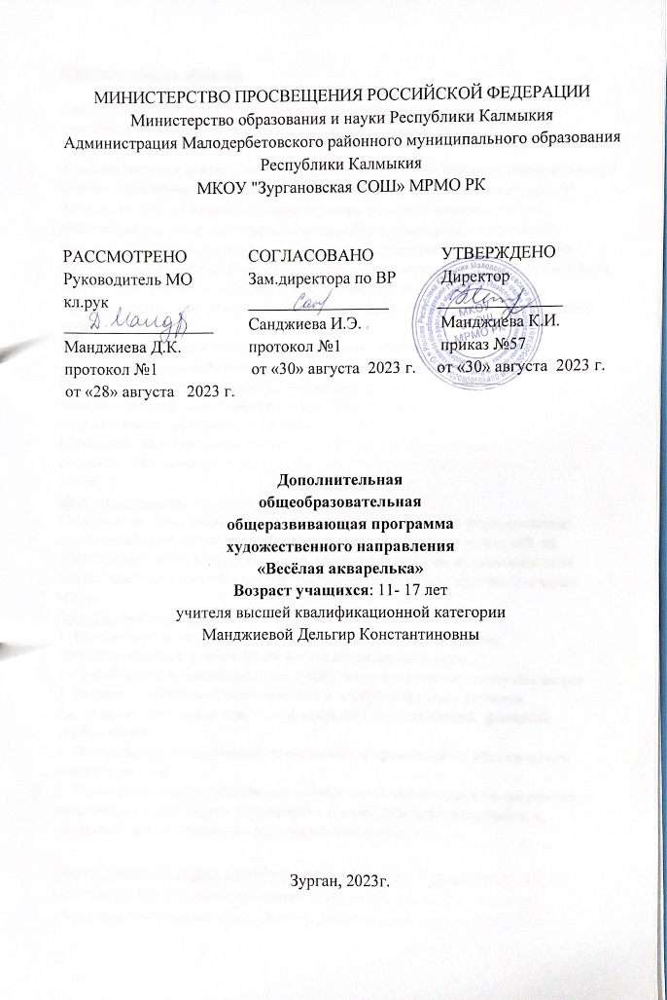 МИНИСТЕРСТВО ПРОСВЕЩЕНИЯ РОССИЙСКОЙ ФЕДЕРАЦИИ
Министерство образования и науки Республики Калмыкия
Администрация Малодербетовского районного муниципального образования
Республики Калмыкия
МКОУ "Зургановская СОШ» МРМО РК
РАССМОТРЕНО
Руководитель МО
кл.рук
Манджиева Д.К.
протокол №1
от «28» августа 2023 г.
СОГЛАСОВАНО
Зам.директора по ВР
Санджиева И.Э.
протокол №1
от «30» августа 2023 г.
УТВЕРЖДЕНО
Директор
Манджиева К.И.
приказ №57
от «30» августа 2023 г.
МКОУ
СОШ
МРМО РК
Дополнительная
общеобразовательная
общеразвивающая программа
художественного направления
«Весёлая акварелька»
Возраст учащихся: 11- 17 лет
учителя высшей квалификационной категории
Манджиевой Дельгир Константиновны
Зурган, 2023г.